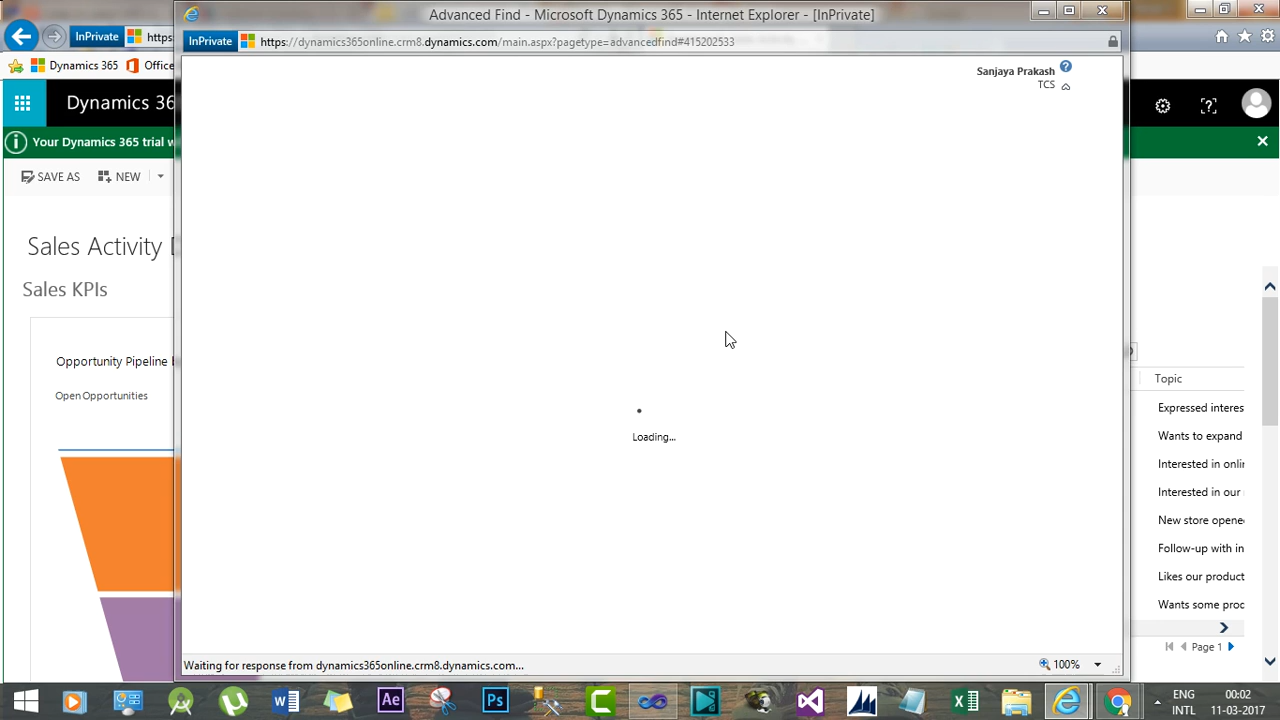 Advanced Find - Microsoft Dynamics 365 - Internet Explorer - [InPrivate]
InPrivate
https
InPrivate
https://dynamics365online.crm8.dynamics.com/main.aspx?pagetype=advancedfind#415202533
Dynamics 365
Office
Sanjaya Prakash
TCS
Dynamics 36
Your Dynamics 365 trial w
SAVE AS
NEW
Sales Activity D
Sales KPIs
Opportunity Pipeline b
Open Opportunities
Loading...
Topic
Expressed interes
Wants to expand
Interested in onlin
Interested in our
New store opene
Follow-up with in
Likes our product
Wants some proc
Page 1
Waiting for response from dynamics365online.crm8.dynamics.com...
100%
Ae
Ps
ENG
INTL
00:02
11-03-2017